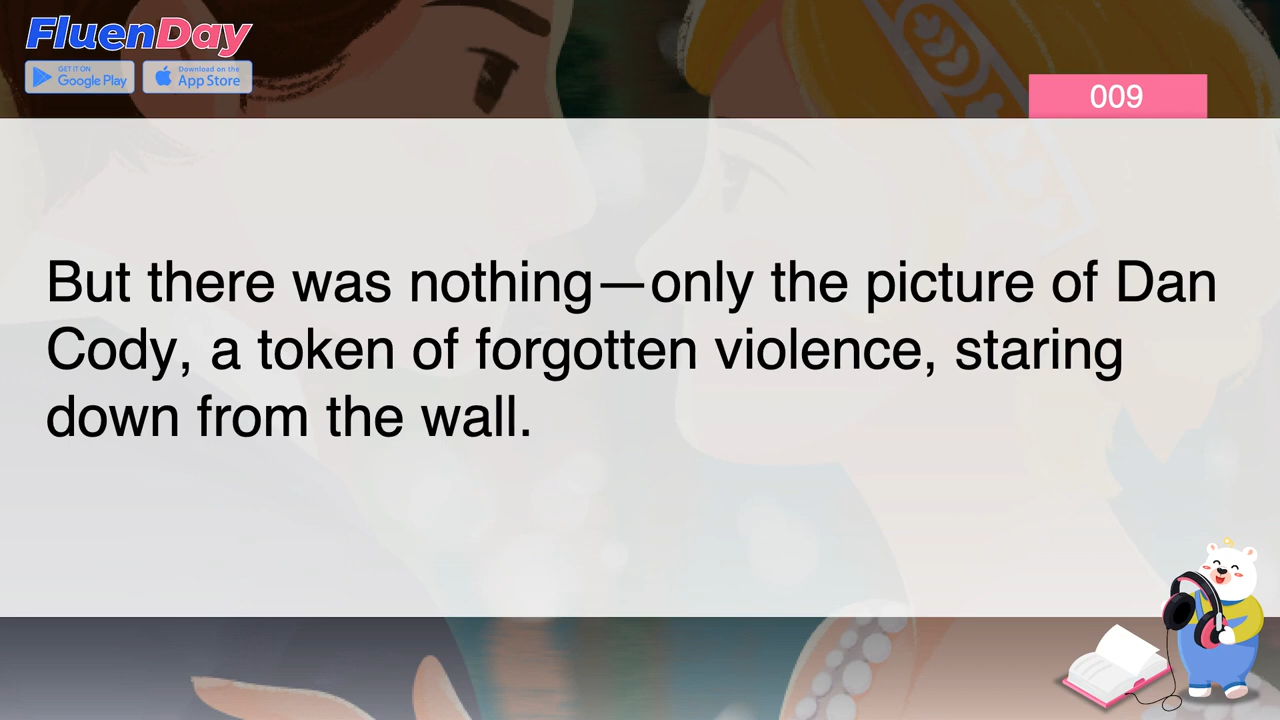 FluenDay
GET IT ON
Google Play
Download on the
App Store
009
But there was nothing—only the picture of Dan
Cody, a token of forgotten violence, staring
down from the wall.